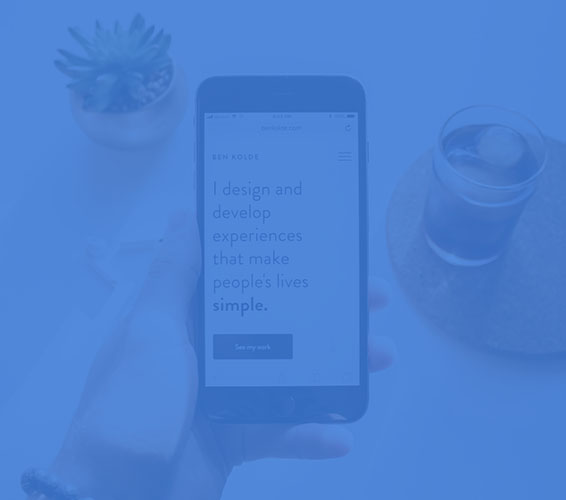 benkolde.com
BEN KOLDE
I design and
develop
experiences
that make
people's lives
simple.
See my work